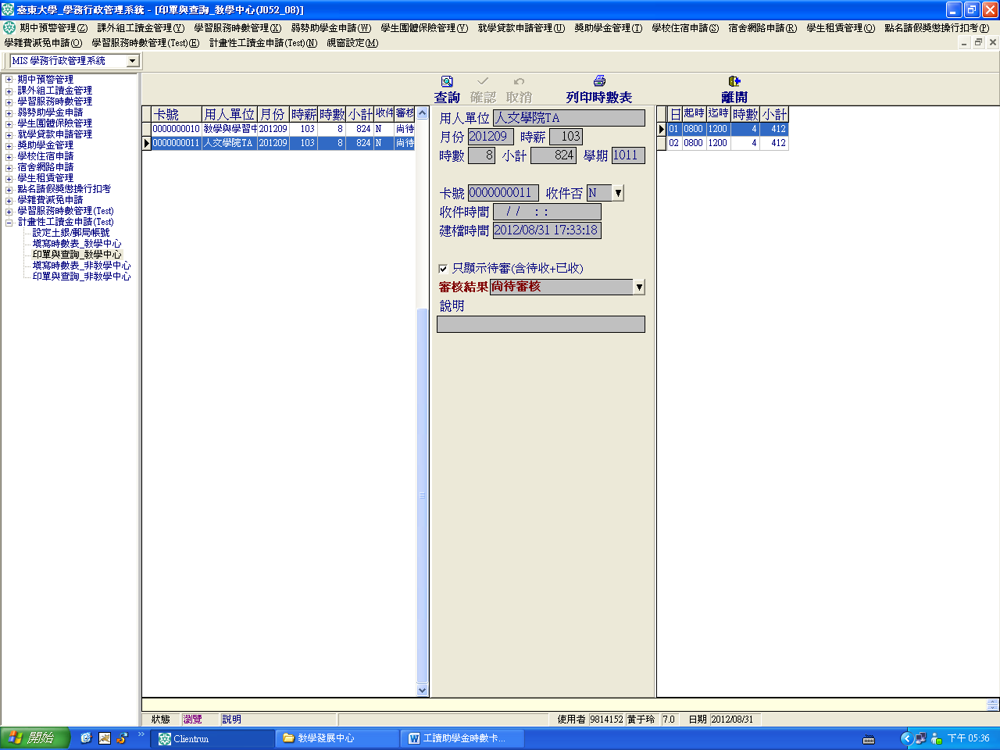 臺東大學_學務行政管理系統 - [印單與查詢_教學中心(J052_08)]
期中預警管理(Z) 課外組工讀金管理(Y) 學習服務時數管理(X) 弱勢助學金申請(W) 學生團體保險管理(V) 就學貸款申請管理(U) 獎助學金管理(T) 學校住宿申請(S) 宿舍網路申請(R) 學生租賃管理(Q) 點名請假獎懲操行扣考(P)
學雜費減免申請(O) 學習服務時數管理(Test)(E) 計畫性工讀金申請(Test)(N) 視窗設定(M)
MIS 學務行政管理系統
期中預警管理
課外組工讀金管理
學習服務時數管理
弱勢助學金申請
學生團體保險管理
就學貸款申請管理
獎助學金管理
學校住宿申請
宿舍網路申請
學生租賃管理
點名請假獎懲操行扣考
學雜費減免申請
學習服務時數管理(Test)
計畫性工讀金申請(Test)
設定土銀/郵局帳號
填寫時數表_教學中心
印單與查詢_教學中心
填寫時數表_非教學中心
印單與查詢_非教學中心
查詢 確認 取消 列印時數表 離開
卡號 用人單位 月份 時薪 時數 小計 收件 審核
0000000010 教學與學習中 201209 103 8 824 N 尚待
0000000011 人文學院TA 201209 103 8 824 N 尚待
用人單位 人文學院TA
月份 201209 時薪 103
時數 8 小計 824 學期 1011
卡號 0000000011 收件否 N
收件時間 / / : :
建檔時間 2012/08/31 17:33:18
只顯示待審(含待收+已收)
審核結果 尚待審核
說明
日 起時 迄時 時數 小計
01 0800 1200 4 412
02 0800 1200 4 412
狀態 瀏覽 說明 使用者 9814152 黃于玲 7.0 日期 2012/08/31
開始 Clientrun 教學發展中心 工讀助學金時數卡... 下午 05:36